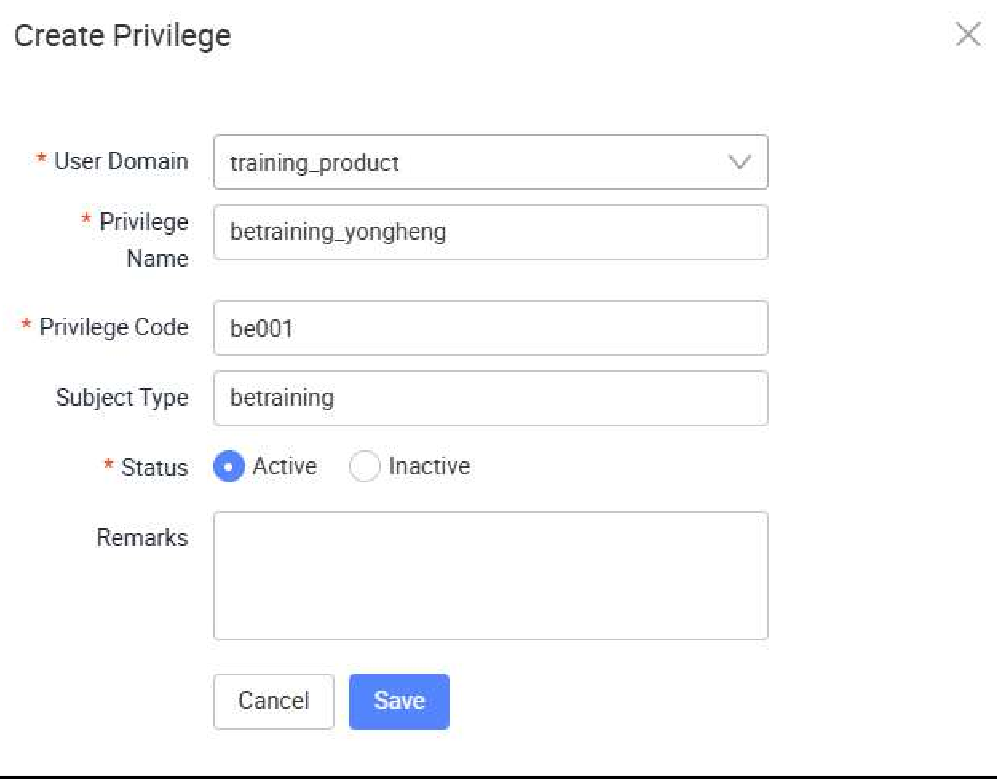 Create Privilege
* User Domain training_product
* Privilege Name betraining_yongheng
* Privilege Code be001
Subject Type betraining
* Status Active Inactive
Remarks
Cancel Save